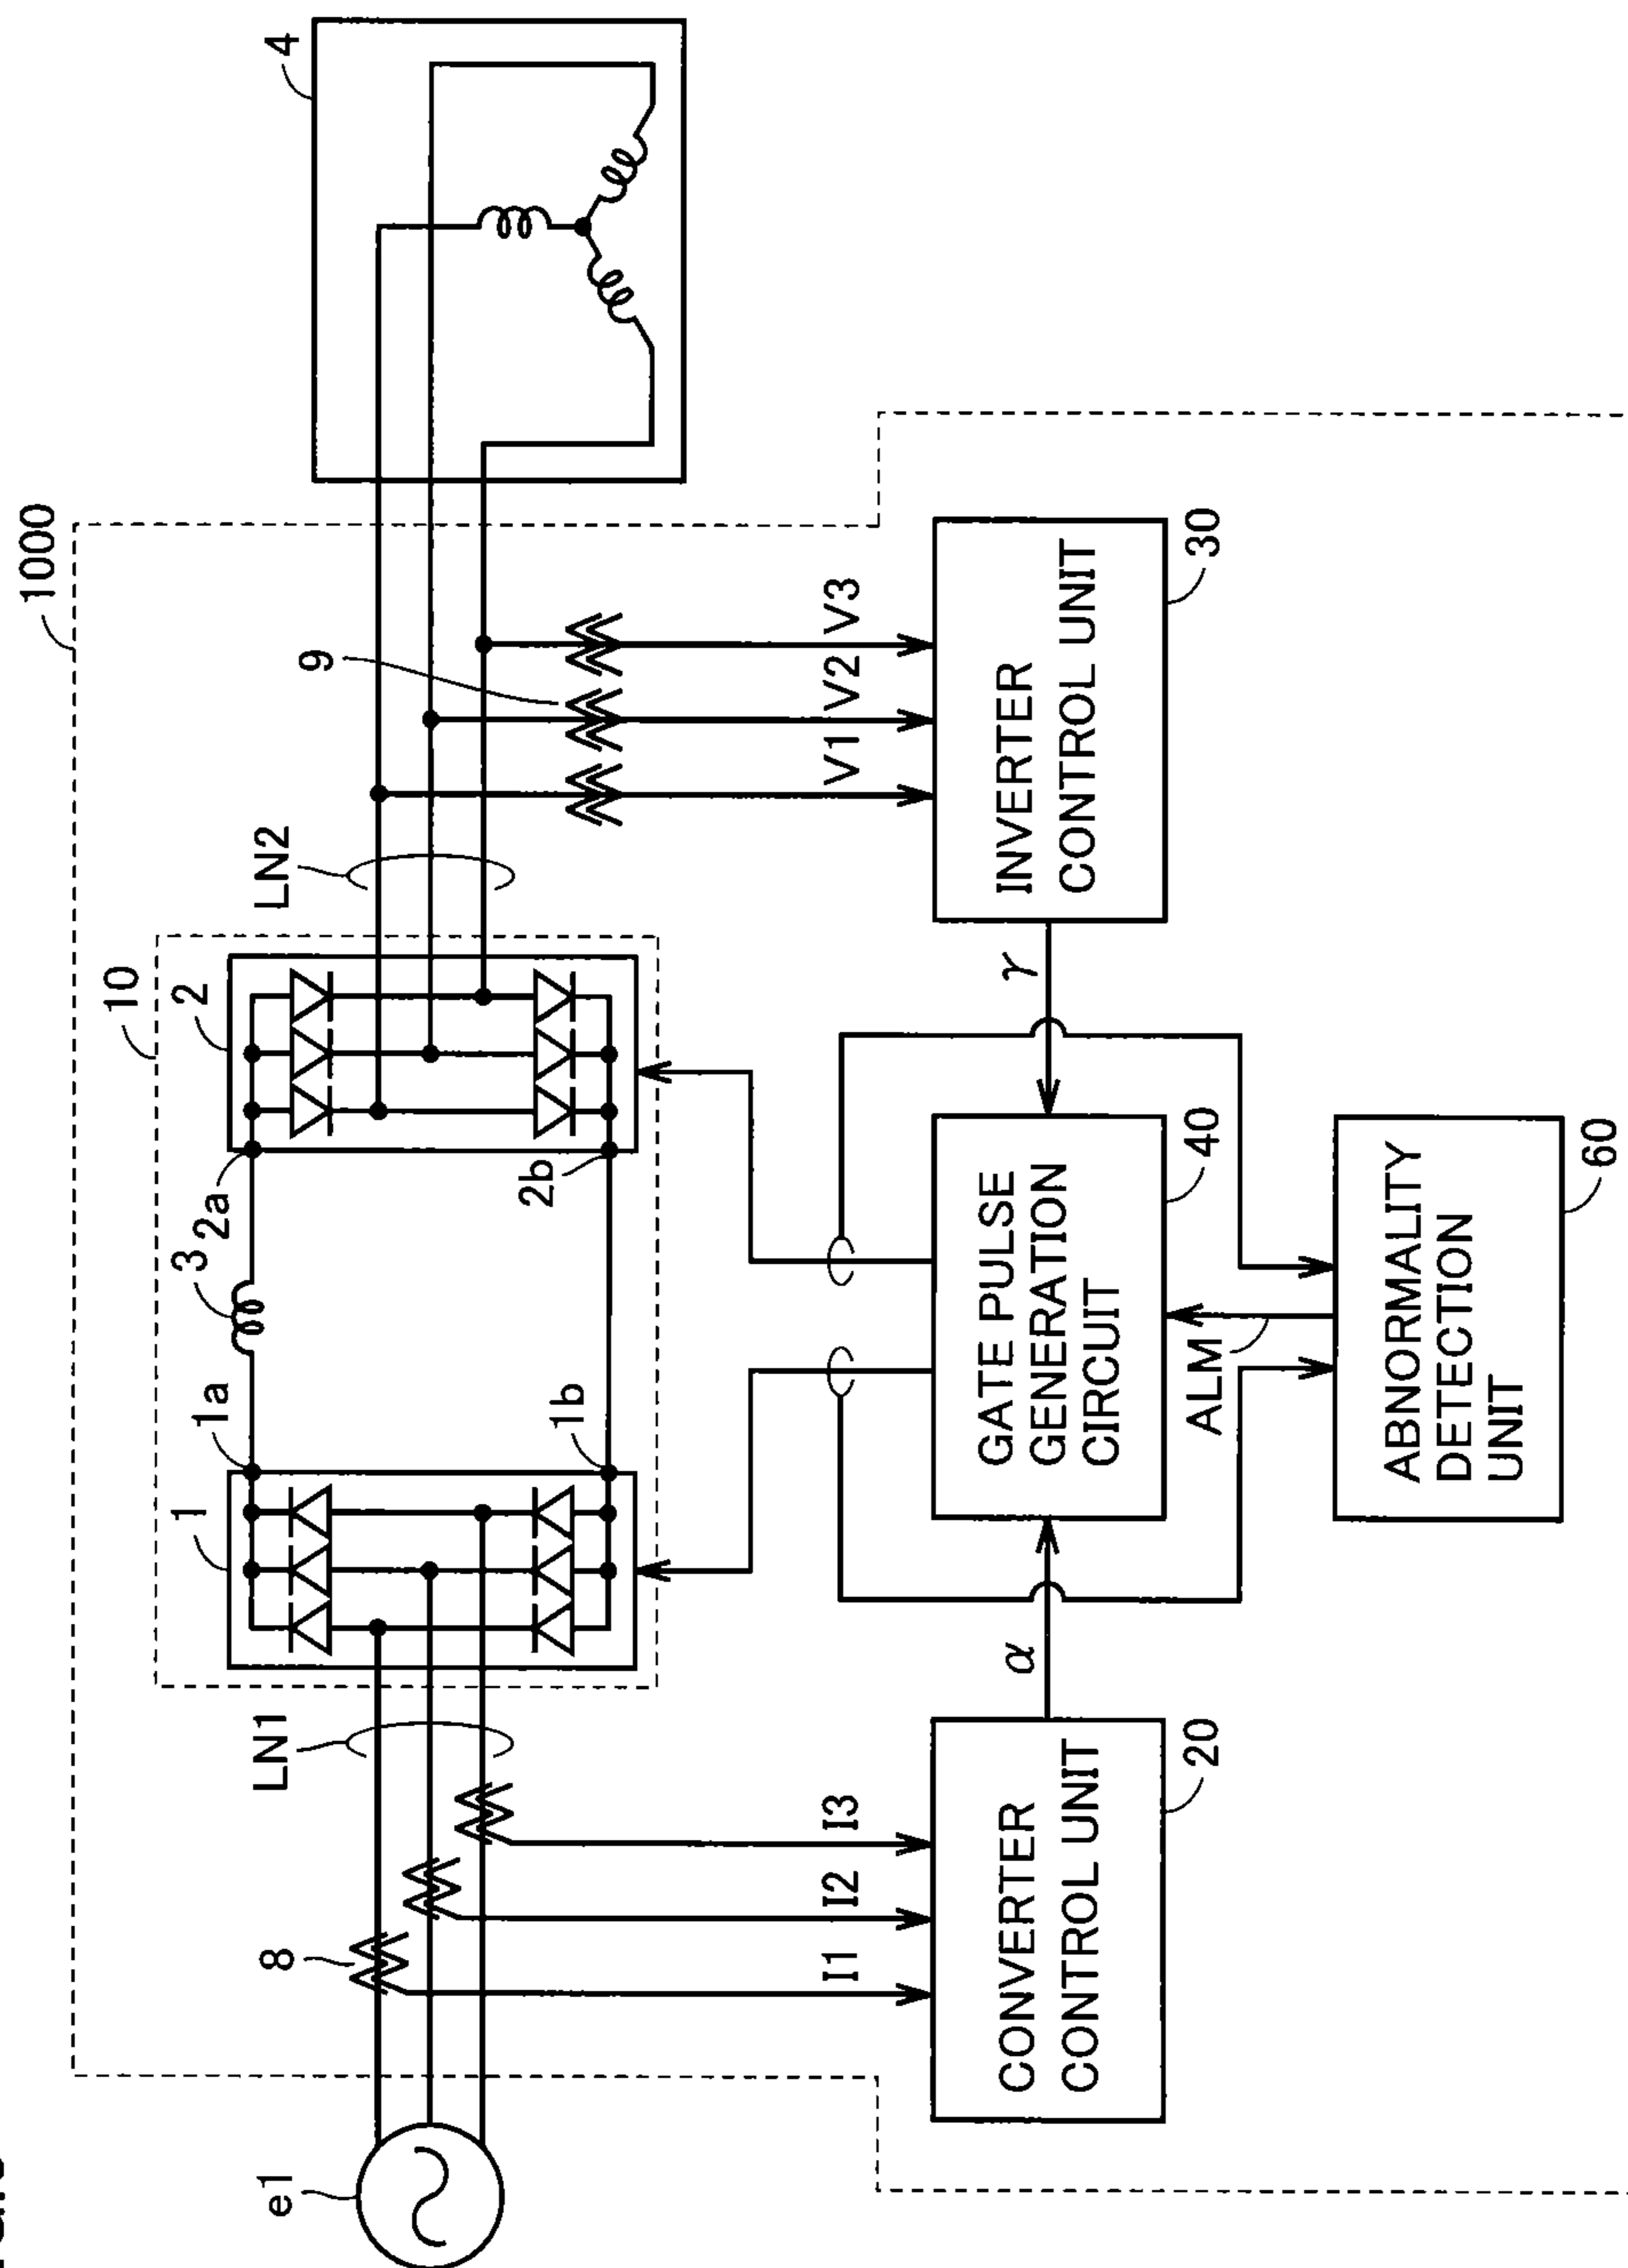 1000
10
4
1
1a
3
2a
2
LN1
LN2
9
8
e1
1b
2b
I1
I2
I3
V1
V2
V3
CONVERTER
CONTROL UNIT
20
α
GATE PULSE
GENERATION
CIRCUIT
40
γ
INVERTER
CONTROL UNIT
30
ALM
ABNORMALITY
DETECTION
UNIT
60